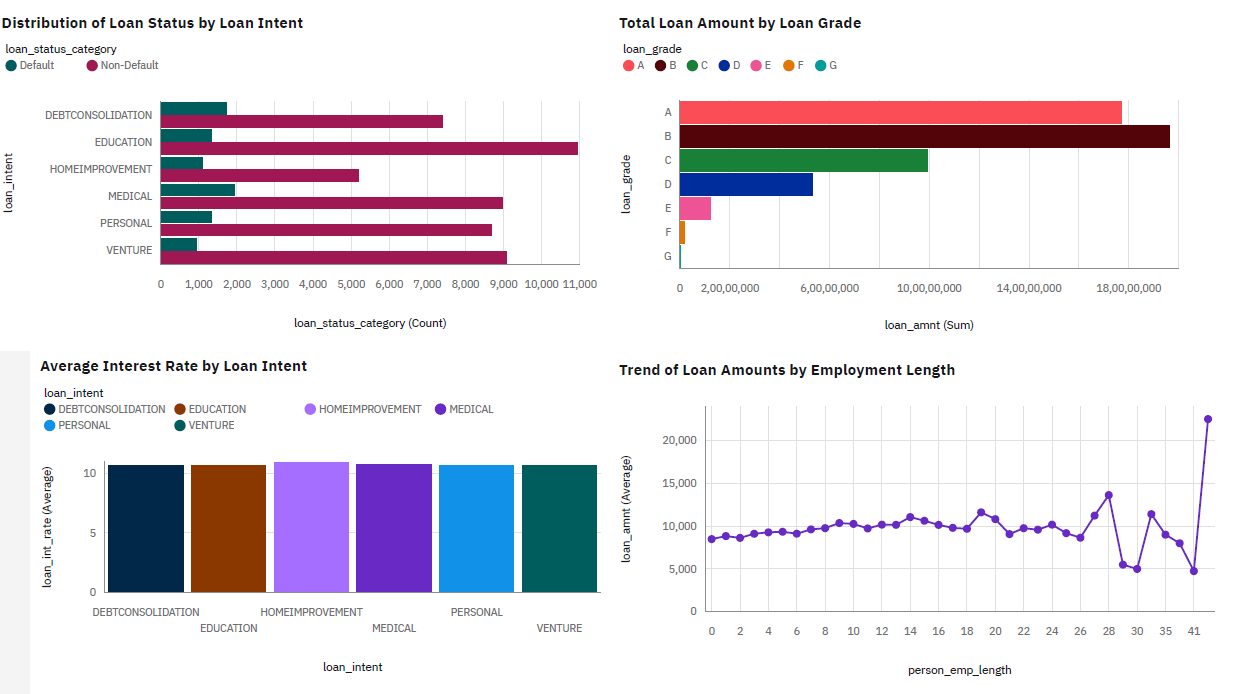 Distribution of Loan Status by Loan Intent
loan_status_category
Default Non-Default
loan_intent
DEBTCONSOLIDATION
EDUCATION
HOMEIMPROVEMENT
MEDICAL
PERSONAL
VENTURE
0 1,000 2,000 3,000 4,000 5,000 6,000 7,000 8,000 9,000 10,000 11,000
loan_status_category (Count)
Total Loan Amount by Loan Grade
loan_grade
A B C D E F G
loan_grade
A
B
C
D
E
F
G
0 2,00,00,000 6,00,00,000 10,00,00,000 14,00,00,000 18,00,00,000
loan_amnt (Sum)
Average Interest Rate by Loan Intent
loan_intent
DEBTCONSOLIDATION EDUCATION HOMEIMPROVEMENT MEDICAL
PERSONAL VENTURE
loan_int_rate (Average)
10
5
0
DEBTCONSOLIDATION HOMEIMPROVEMENT PERSONAL
EDUCATION MEDICAL VENTURE
loan_intent
Trend of Loan Amounts by Employment Length
loan_amnt (Average)
20,000
15,000
10,000
5,000
0
0 2 4 6 8 10 12 14 16 18 20 22 24 26 28 30 35 41
person_emp_length